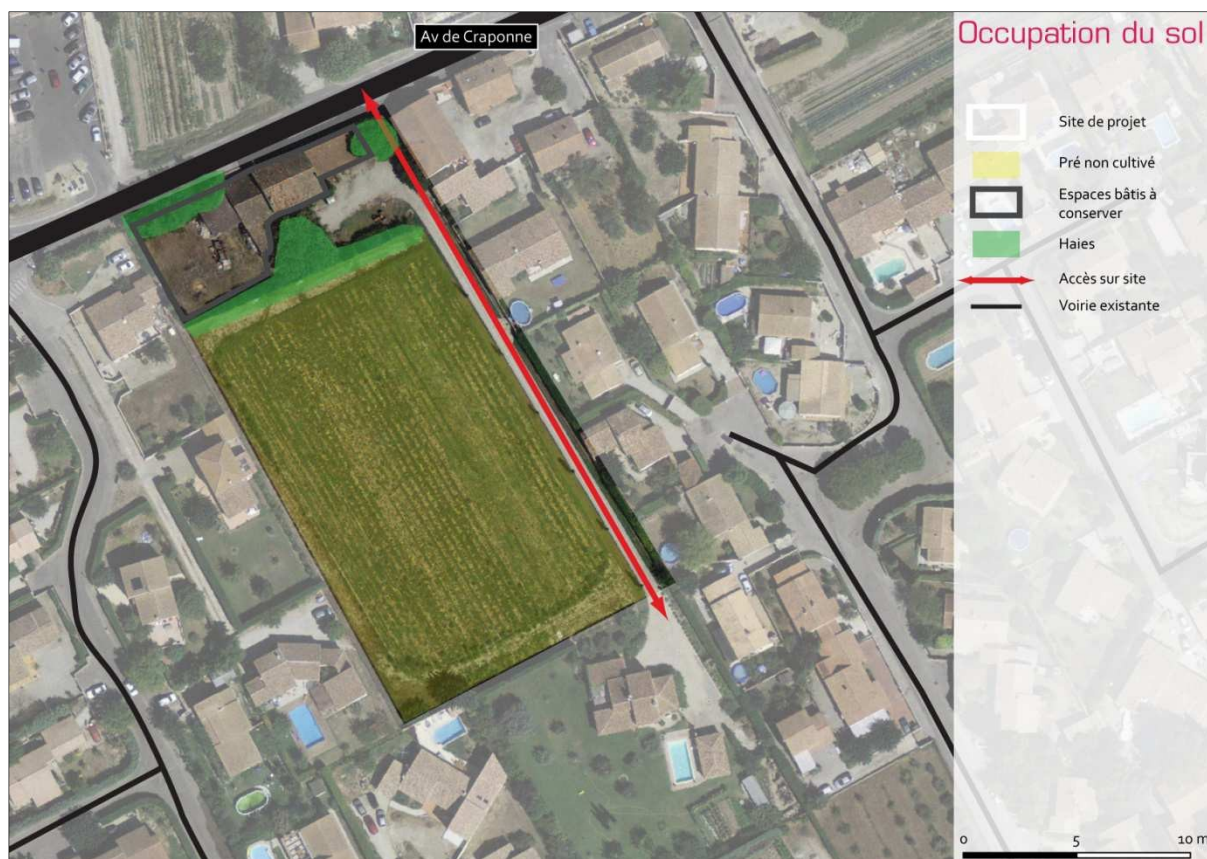 Av de Craponne
Occupation du sol
Site de projet
Pré non cultivé
Espaces bâtis à
conserver
Haies
Accès sur site
Voirie existante
0 5 10 m